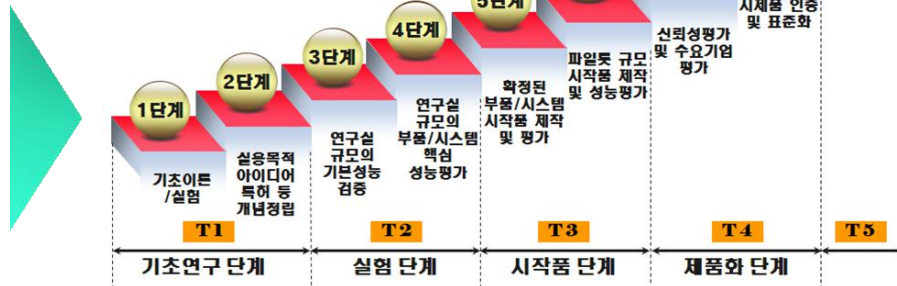 시제품 인증
및 표준화
5단계
4단계
신뢰성평가
및 수요기업
평가
3단계
파일롯 규모
시작품 제작
및 성능평가
2단계
확정된
부품/시스템
시작품 제작
및 평가
1단계
연구실
규모의
부품/시스템
핵심
성능평가
연구실
규모의
기본성능
검증
실용목적
아이디어
특허 등
개념정립
기초이론
/실험
T1 T2 T3 T4 T5
기초연구 단계 실험 단계 시작품 단계 제품화 단계